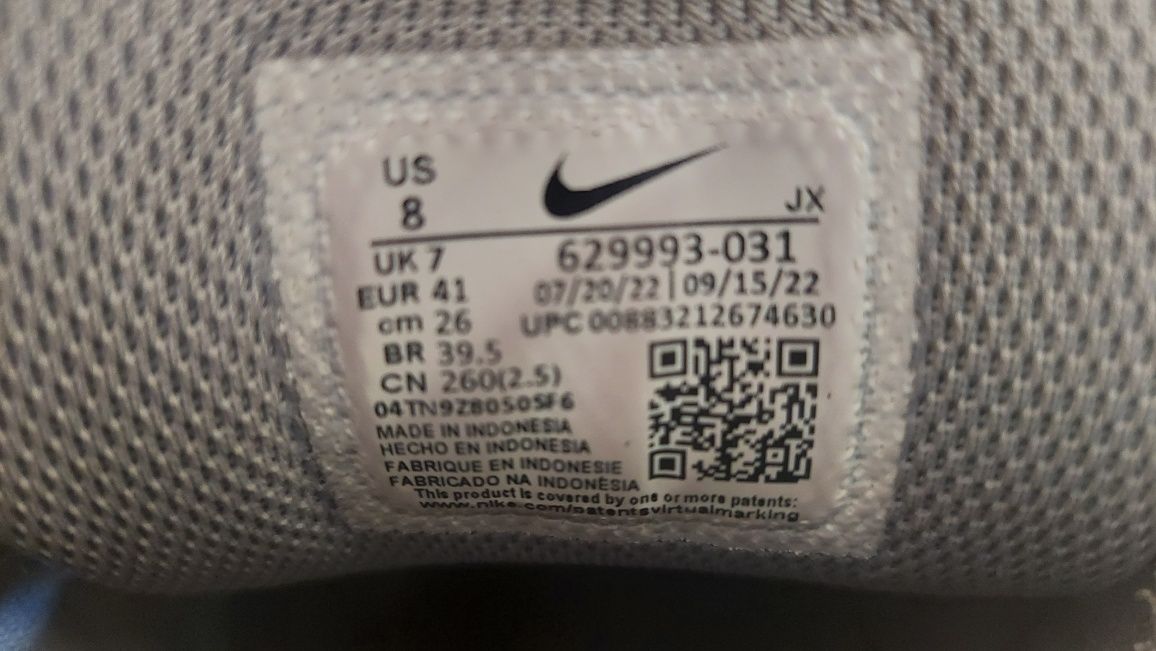 US
8
JX
UK 7
629993-031
EUR 41
07/20/22 | 09/15/22
cm 26
UPC 00883212674630
BR 39.5
CN 260(2.5)
04TN9Z8050SF6
MADE IN INDONESIA
HECHO EN INDONESIA
FABRIQUE EN INDONESIE
FABRICADO NA INDONÉSIA
This product is covered by one or more patents:
www.nike.com/patentsvirtualmarking